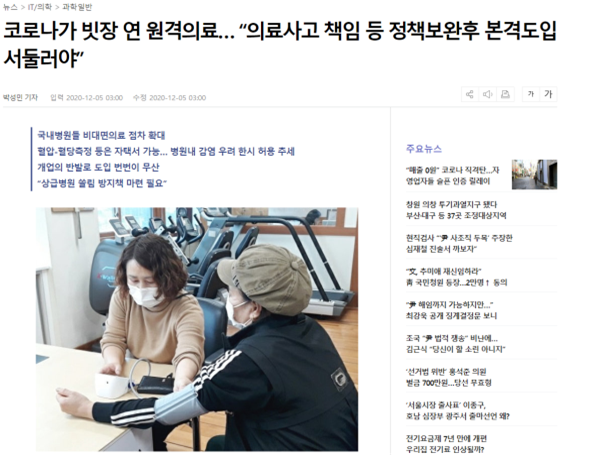 뉴스 > IT/의학 > 과학일반
코로나가 빗장 연 원격의료… “의료사고 책임 등 정책보완후 본격도입
서둘러야”
박성민 기자 입력 2020-12-05 03:00 수정 2020-12-05 03:00
가 가
국내병원들 비대면의료 점차 확대
혈압·혈당측정 등은 자택서 가능… 병원내 감염 우려 한시 허용 추세
개업의 반발로 도입 번번이 무산
“상급병원 쏠림 방지책 마련 필요”
주요뉴스
“매출 0원” 코로나 직격탄…자
영업자들 슬픈 인증 릴레이
창원 의창 투기과열지구 됐다
부산·대구 등 37곳 조정대상지역
현직검사 “‘尹 사조직 두목’ 주장한
심재철 진술서 까보자”
“文, 추미애 재신임하라”
靑 국민청원 등장…2만명↑ 동의
“尹 해임까지 가능하지만…”
최강욱 공개 징계결정문 보니
조국 “尹 법적 쟁송” 비난에…
김근식 “당신이 할 소린 아니지”
‘선거법 위반’ 홍석준 의원
벌금 700만원…당선 무효형
‘서울시장 출사표’ 이종구,
호남 심장부 광주서 출마선언 왜?
전기요금제 7년 만에 개편
우리집 전기료 인상될까?